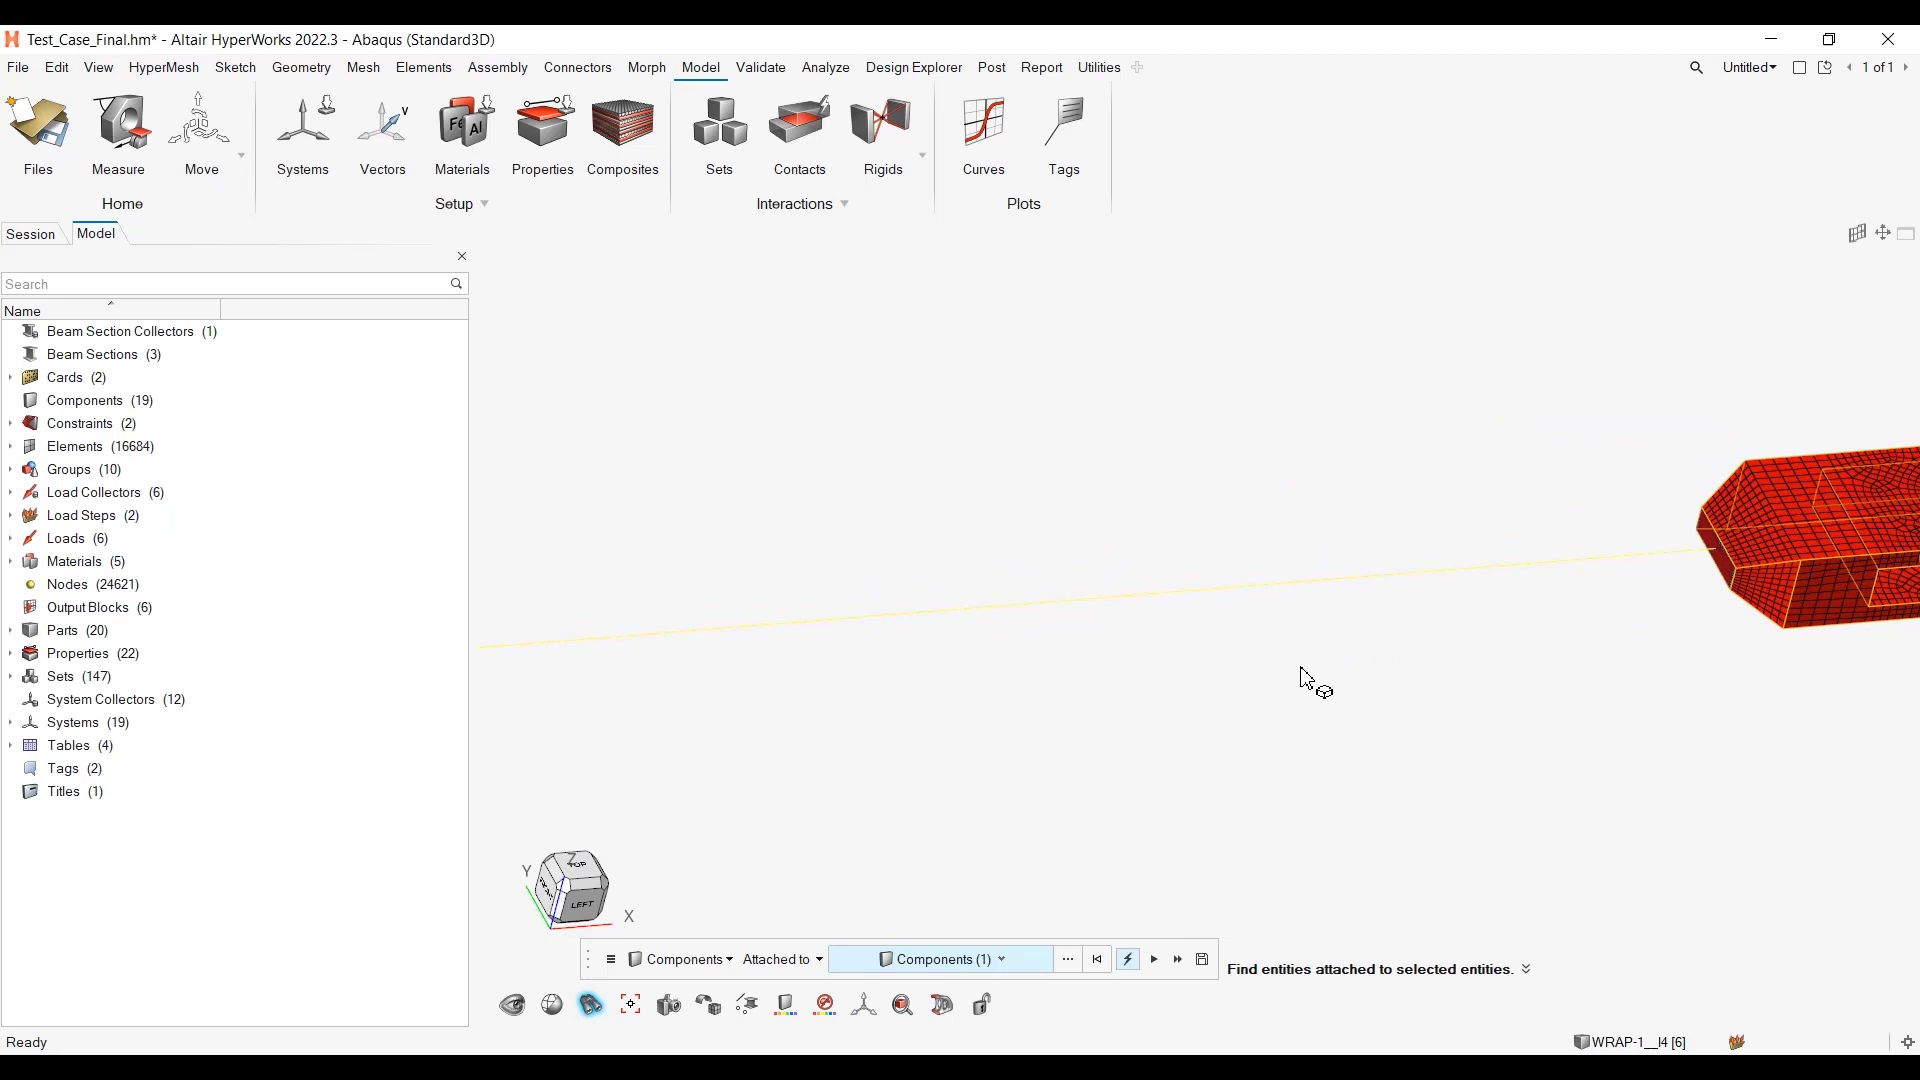 Test_Case_Final.hm* - Altair HyperWorks 2022.3 - Abaqus (Standard3D)
File Edit View HyperMesh Sketch Geometry Mesh Elements Assembly Connectors Morph Model Validate Analyze Design Explorer Post Report Utilities Untitled 1 of 1
Files Measure Move Systems Vectors Materials Properties Composites Sets Contacts Rigids Curves Tags
Home Setup Interactions Plots
Session Model
Search
Name
Beam Section Collectors (1)
Beam Sections (3)
Cards (2)
Components (19)
Constraints (2)
Elements (16684)
Groups (10)
Load Collectors (6)
Load Steps (2)
Loads (6)
Materials (5)
Nodes (24621)
Output Blocks (6)
Parts (20)
Properties (22)
Sets (147)
System Collectors (12)
Systems (19)
Tables (4)
Tags (2)
Titles (1)
TOP
Y
Z
LEFT
X
Components Attached to Components (1) ...
Find entities attached to selected entities.
Ready
WRAP-1__I4 [6]